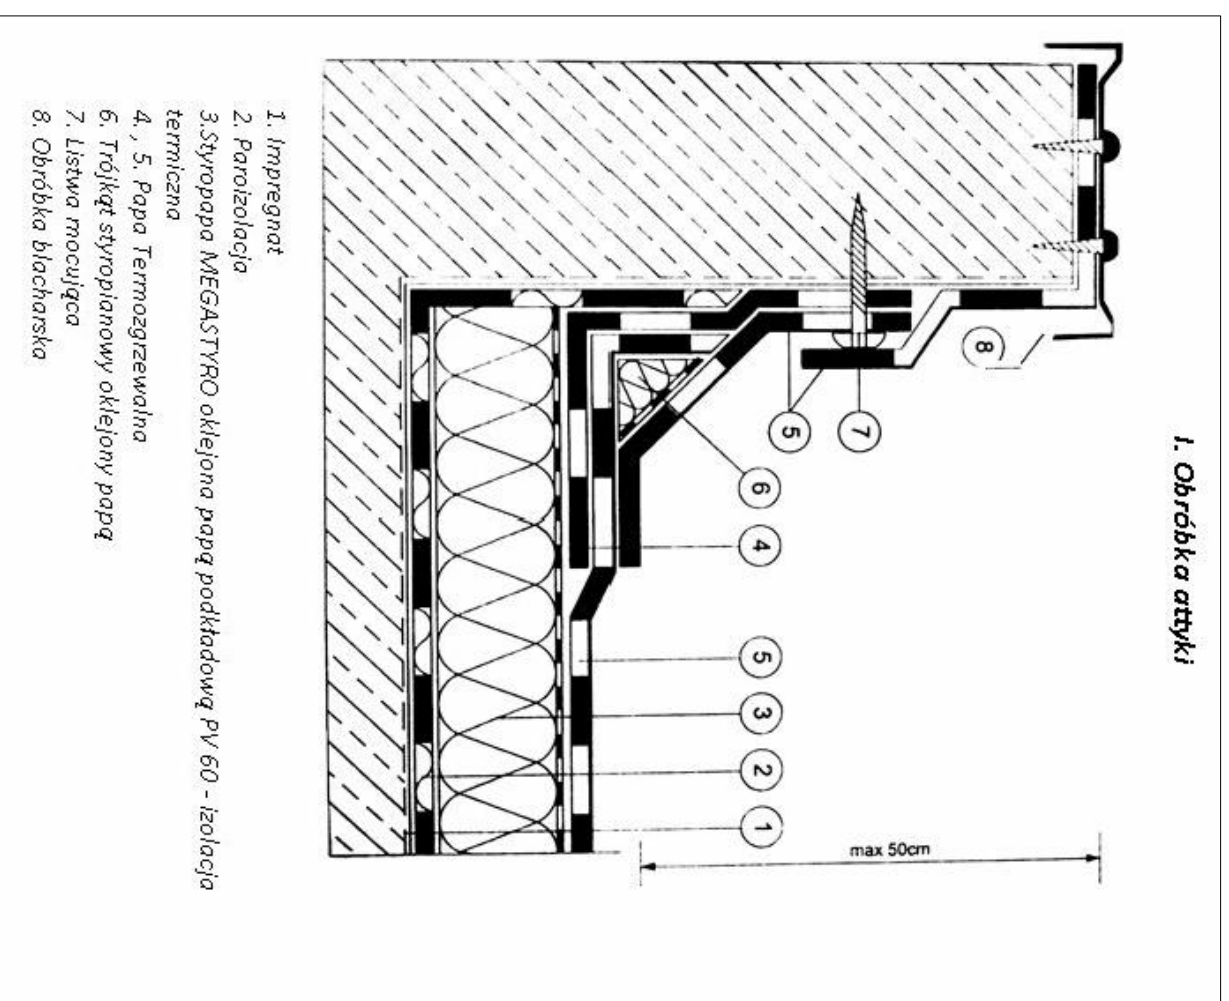 I. Obróbka attyki
8
7
5
6
4
5
3
2
1
max 50cm
1. Impregnat
2. Paroizolacja
3.Styropapa MEGASTYRO oklejona papą podkładową PV 60 - izolacja
termiczna
4, , 5. Papa Termozgrzewalna
6. Trójkąt styropianowy oklejony papą
7. Listwa mocująca
8. Obróbka blacharska